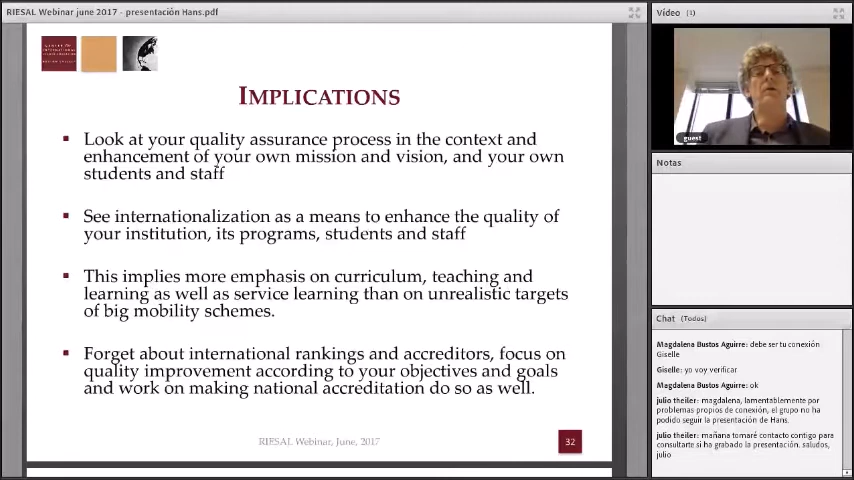 RIESAL Webinar june 2017 - presentación Hans.pdf
IMPLICATIONS
Look at your quality assurance process in the context and
enhancement of your own mission and vision, and your own
students and staff
See internationalization as a means to enhance the quality of
your institution, its programs, students and staff
This implies more emphasis on curriculum, teaching and
learning as well as service learning than on unrealistic targets
of big mobility schemes.
Forget about international rankings and accreditors, focus on
quality improvement according to your objectives and goals
and work on making national accreditation do so as well.
RIESAL Webinar, June, 2017
32
Vídeo (1)
guest
Notas
Chat (Todos)
Magdalena Bustos Aguirre: debe ser tu conexión
Giselle
Giselle: yo voy verificar
Magdalena Bustos Aguirre: ok
julio theiler: magdalena, lamentablemente por
problemas propios de conexión, el grupo no ha
podido seguir la presentación de Hans.
julio theiler: mañana tomaré contacto contigo para
consultarte si ha grabado la presentación. saludos,
julio